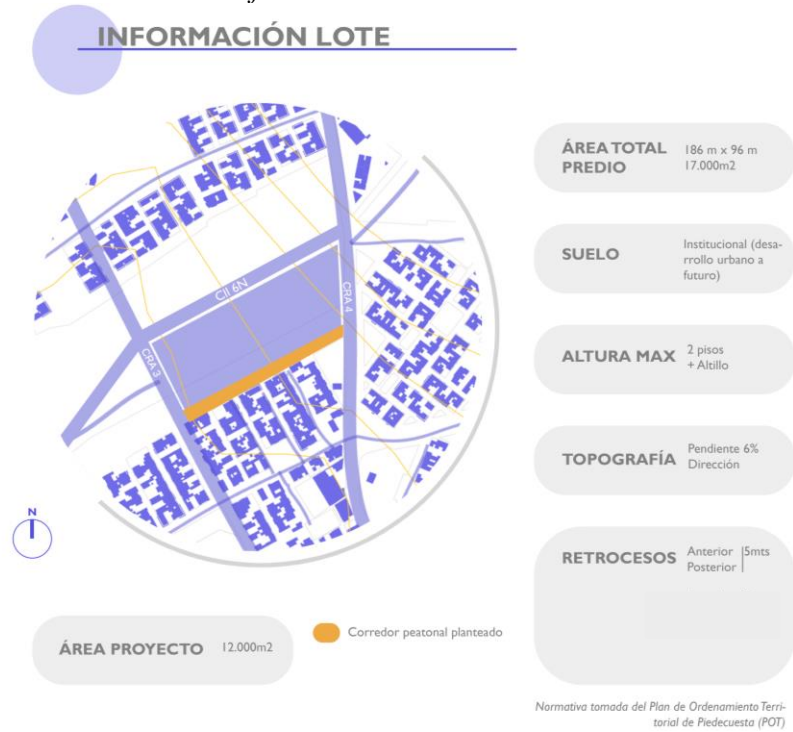 INFORMACIÓN LOTE
Cll 6N
CRA 4
CRA 3
N
ÁREA TOTAL
PREDIO
186 m x 96 m
17.000m2
SUELO
Institucional (desa-
rrollo urbano a
futuro)
ALTURA MAX
2 pisos
+ Altillo
TOPOGRAFÍA
Pendiente 6%
Dirección
RETROCESOS
Anterior
Posterior
5mts
ÁREA PROYECTO
12.000m2
Corredor peatonal planteado
Normativa tomada del Plan de Ordenamiento Terri-
torial de Piedecuesta (POT)